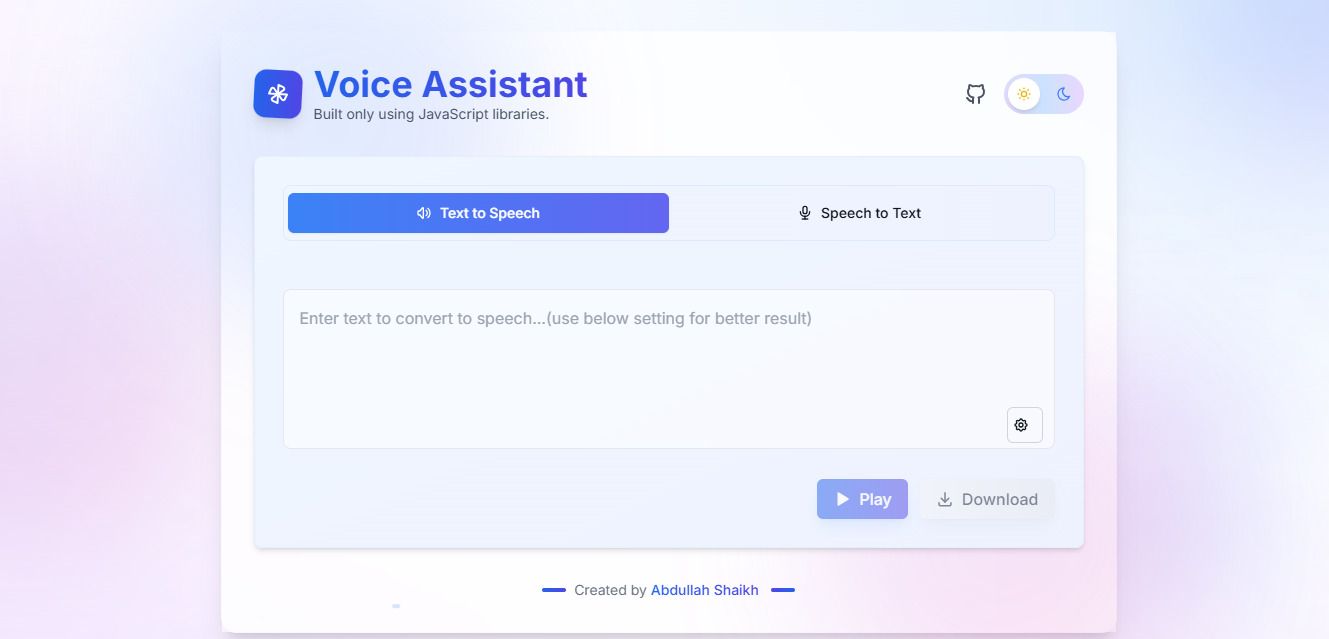 Voice Assistant
Built only using JavaScript libraries.
Text to Speech
Speech to Text
Enter text to convert to speech...(use below setting for better result)
Play
Download
Created by Abdullah Shaikh